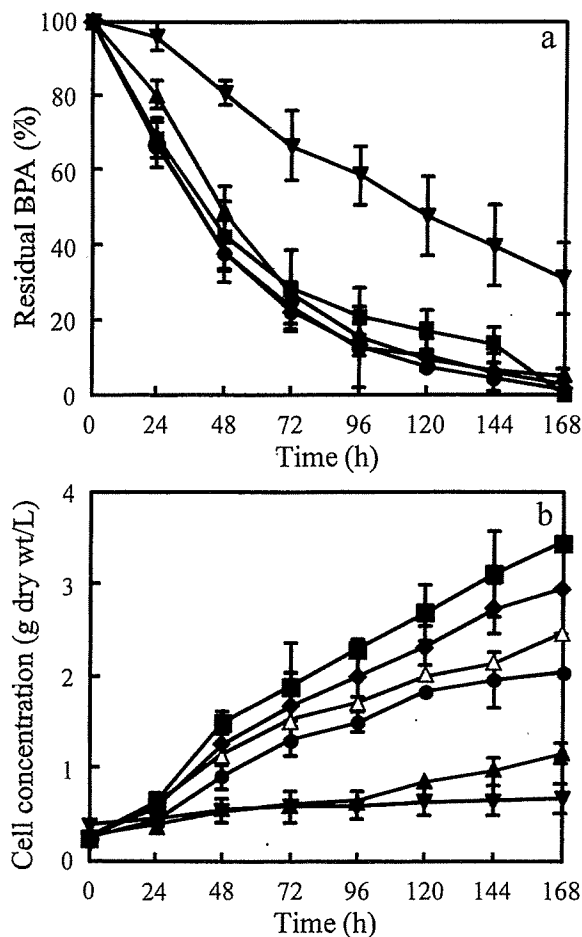 a
Residual BPA (%)
100
80
60
40
20
0
0 24 48 72 96 120 144 168
Time (h)
b
Cell concentration (g dry wt/L)
4
3
2
1
0
0 24 48 72 96 120 144 168
Time (h)